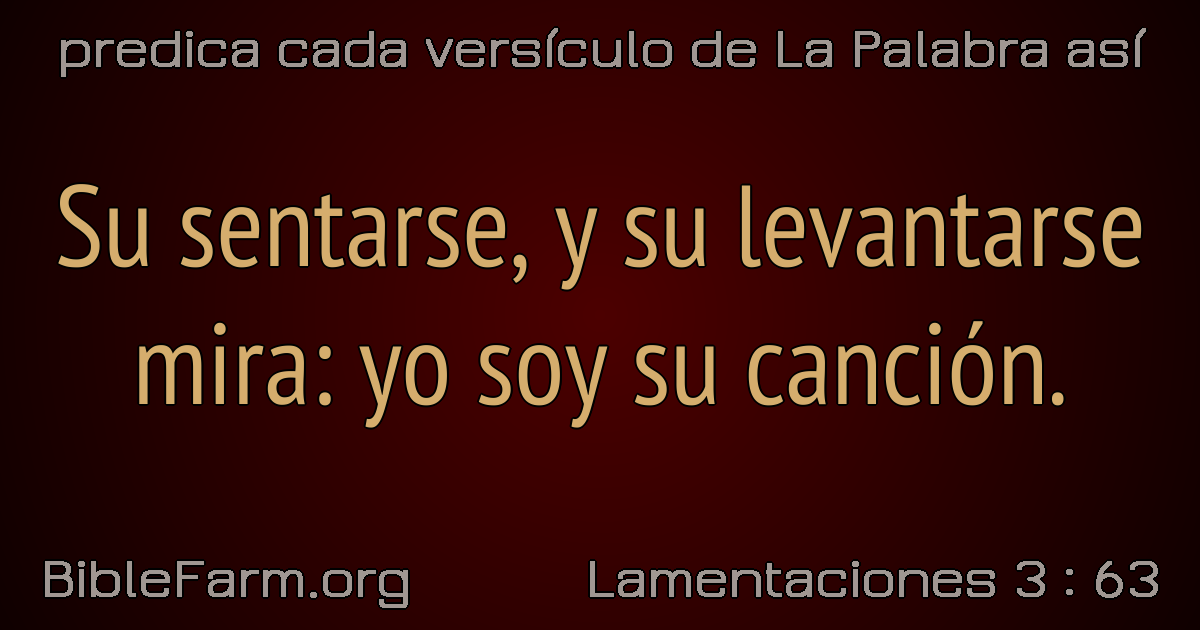 predica cada versículo de La Palabra así
Su sentarse, y su levantarse
mira: yo soy su canción.
BibleFarm.org
Lamentaciones 3 : 63